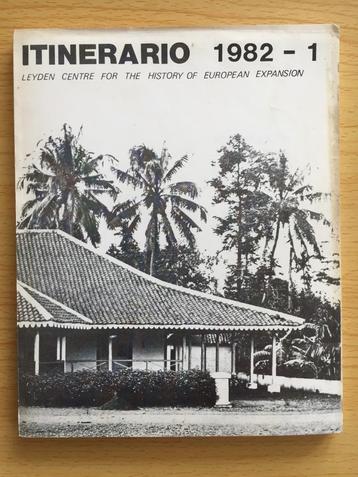 ITINERARIO 1982 - 1
LEYDEN CENTRE FOR THE HISTORY OF EUROPEAN EXPANSION